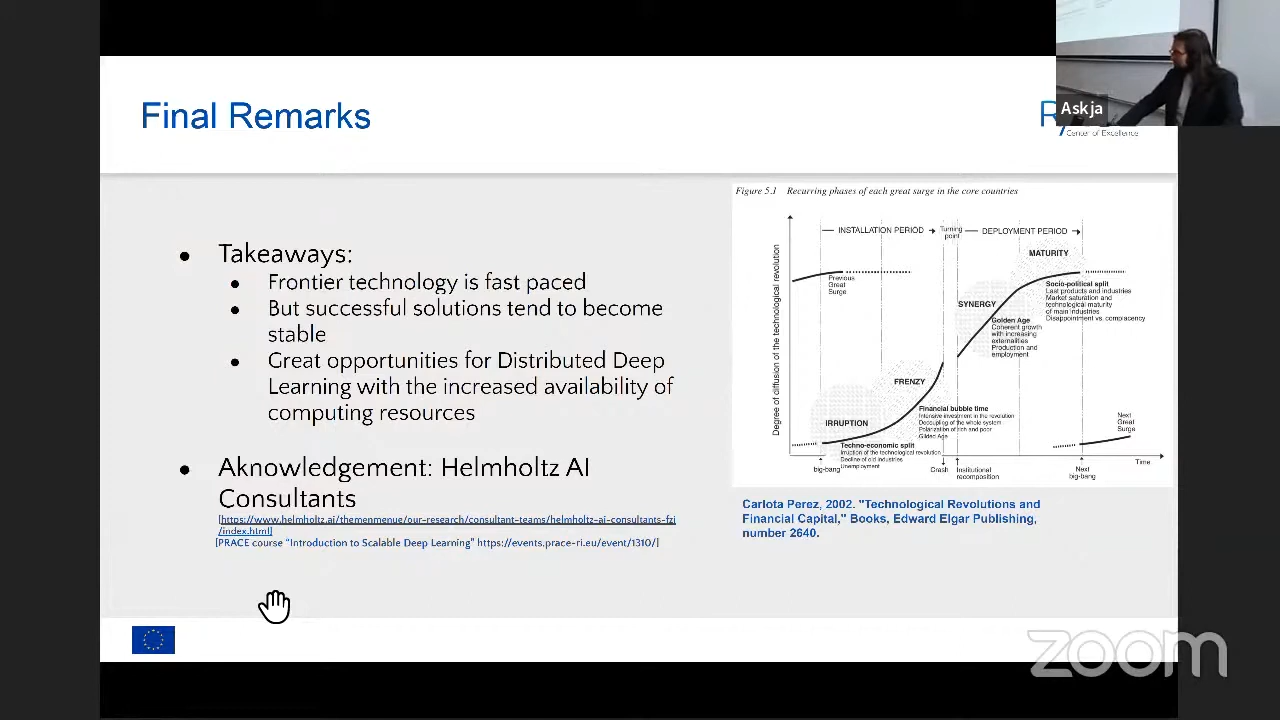 Final Remarks
Askja
Center of Excellence
● Takeaways:
● Frontier technology is fast paced
● But successful solutions tend to become
stable
● Great opportunities for Distributed Deep
Learning with the increased availability of
computing resources
● Aknowledgement: Helmholtz AI
Consultants
[https://www.helmholtz.ai/themenmenue/our-research/consultant-teams/helmholtz-ai-consultants-fzj
/index.html]
[PRACE course “Introduction to Scalable Deep Learning” https://events.prace-ri.eu/event/1310/]
Figure 5.1 Recurring phases of each great surge in the core countries
INSTALLATION PERIOD
Turning
point
DEPLOYMENT PERIOD
MATURITY
Previous
Great
Surge
Socio-political split
Last products and industries
Market saturation and
technological maturity
of main industries
Disappointment vs. complacency
SYNERGY
Golden Age
Coherent growth
with increasing
externalities
Production and
employment
Degree of diffusion of the technological revolution
FRENZY
Financial bubble time
Intensive investment in the revolution
Decoupling of the whole system
Polarization of rich and poor
Gilded Age
IRRUPTION
Techno-economic split
Irruption of the technological revolution
Decline of old industries
Unemployment
Next
Great
Surge
big-bang
Crash
Institutional
recomposition
Next
big-bang
Time
Carlota Perez, 2002. "Technological Revolutions and
Financial Capital," Books, Edward Elgar Publishing,
number 2640.
zoom